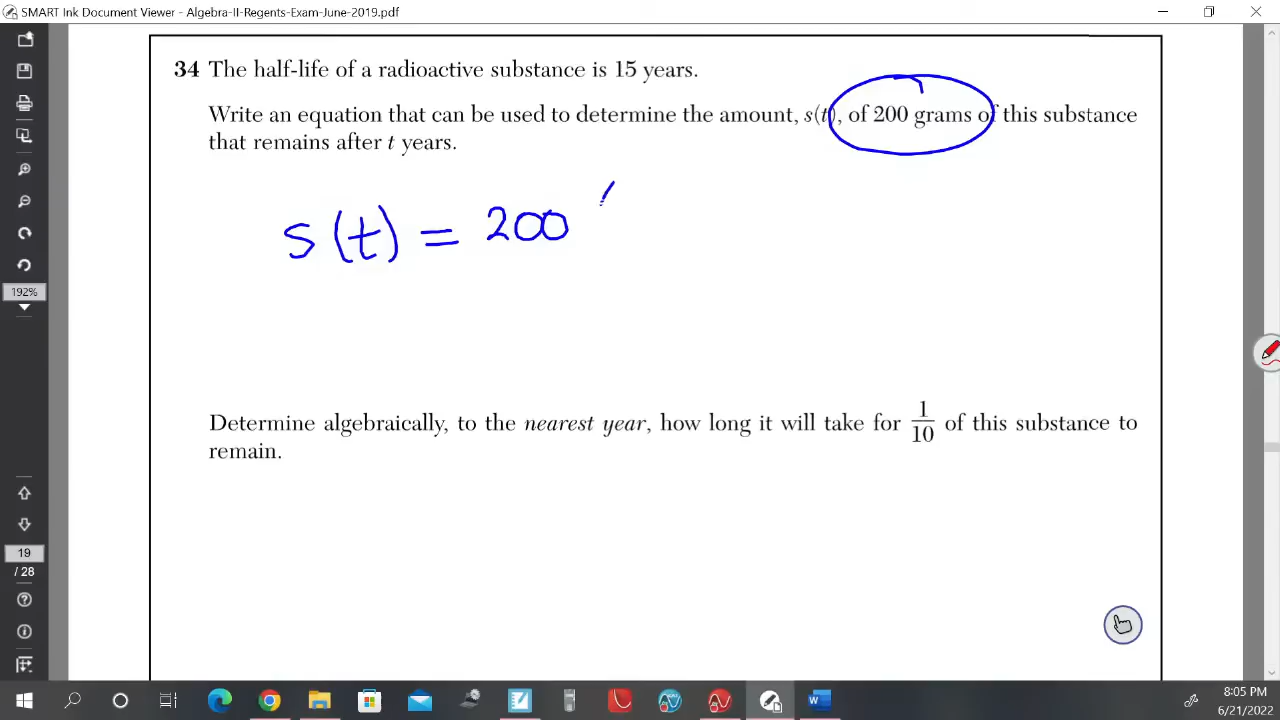 SMART Ink Document Viewer - Algebra-II-Regents-Exam-June-2019.pdf
34 The half-life of a radioactive substance is 15 years.
Write an equation that can be used to determine the amount, s(t), of 200 grams of this substance
that remains after t years.
s(t) = 200 (
Determine algebraically, to the nearest year, how long it will take for 1/10 of this substance to
remain.
192%
19
/ 28
8:05 PM
6/21/2022